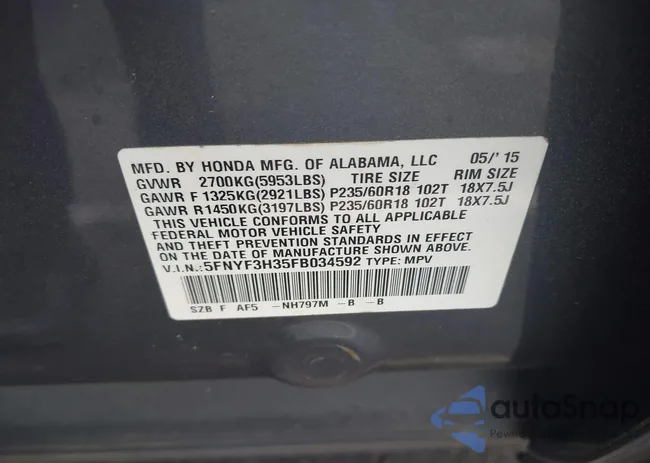 MFD. BY HONDA MFG. OF ALABAMA, LLC 05/'15
GVWR 2700KG(5953LBS) TIRE SIZE RIM SIZE
GAWR F 1325KG(2921LBS) P235/60R18 102T 18X7.5J
GAWR R1450KG(3197LBS) P235/60R18 102T 18X7.5J
THIS VEHICLE CONFORMS TO ALL APPLICABLE
FEDERAL MOTOR VEHICLE SAFETY
AND THEFT PREVENTION STANDARDS IN EFFECT
ON THE DATE OF MANUFACTURE SHOWN ABOVE.
V.I.N.:5FNYF3H35FB034592 TYPE: MPV
SZB F AF5 -NH797M -B -B
autoSnap